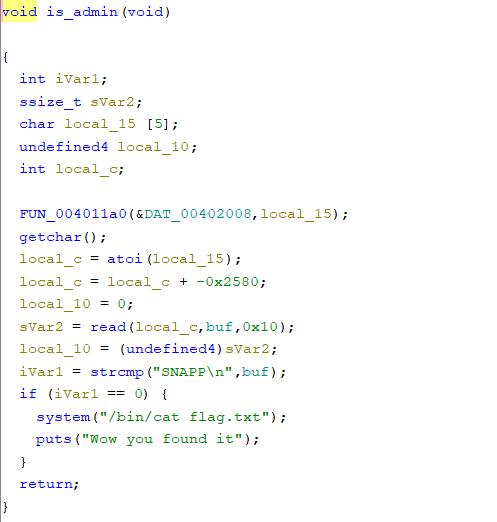 void is_admin(void)
{
int iVar1;
ssize_t sVar2;
char local_15 [5];
undefined4 local_10;
int local_c;
FUN_004011a0(&DAT_00402008,local_15);
getchar();
local_c = atoi(local_15);
local_c = local_c + -0x2580;
local_10 = 0;
sVar2 = read(local_c,buf,0x10);
local_10 = (undefined4)sVar2;
iVar1 = strcmp("SNAPP\n",buf);
if (iVar1 == 0) {
system("/bin/cat flag.txt");
puts("Wow you found it");
}
return;
}